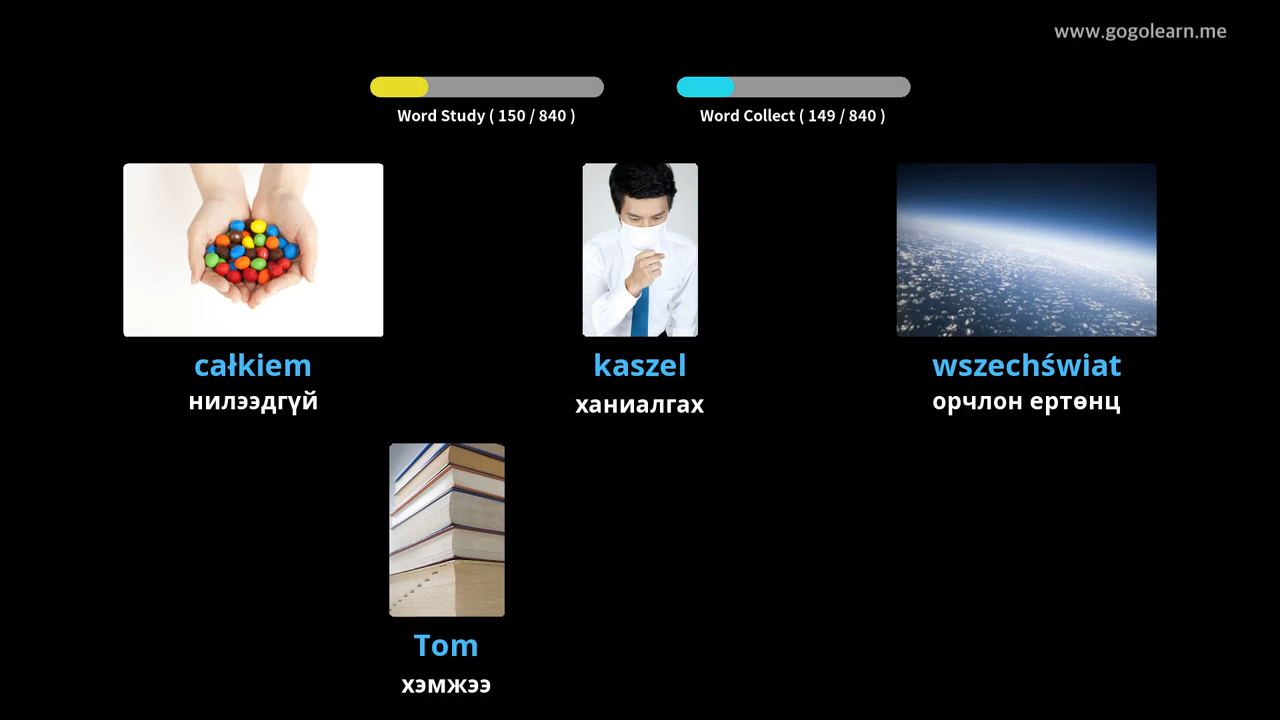 www.gogolearn.me
Word Study ( 150 / 840 )
Word Collect ( 149 / 840 )
całkiem
нилээдгүй
kaszel
ханиалгах
wszechświat
орчлон ертөнц
Tom
хэмжээ